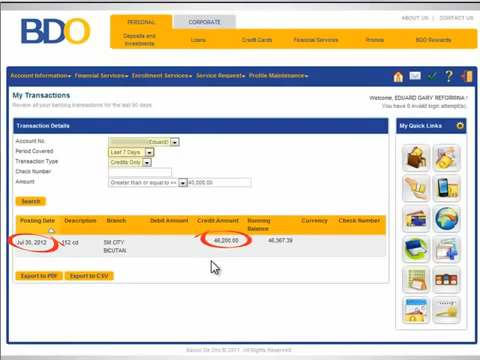 BDO
PERSONAL CORPORATE
ABOUT US | CONTACT US
Deposits and Investments Loans Credit Cards Financial Services Promos BDO Rewards
Account Information Financial Services Enrollment Services Service Request Profile Maintenance
My Transactions
Review all your banking transactions for the last 90 days.
Welcome, EDUARD GARY REFORMINA !
You have 0 invalid login attempt(s).
Transaction Details
My Quick Links
Account No. (Eduard)
Period Covered Last 7 Days
Transaction Type Credits Only
Check Number
Amount Greater than or equal to >= 40,000.00
Search
Posting Date Description Branch Debit Amount Credit Amount Running Balance Currency Check Number
Jul 30, 2012 152 cd SM CITY BICUTAN 46,200.00 46,367.39
Export to PDF Export to CSV
Banco De Oro © 2011. All Rights Reserved.